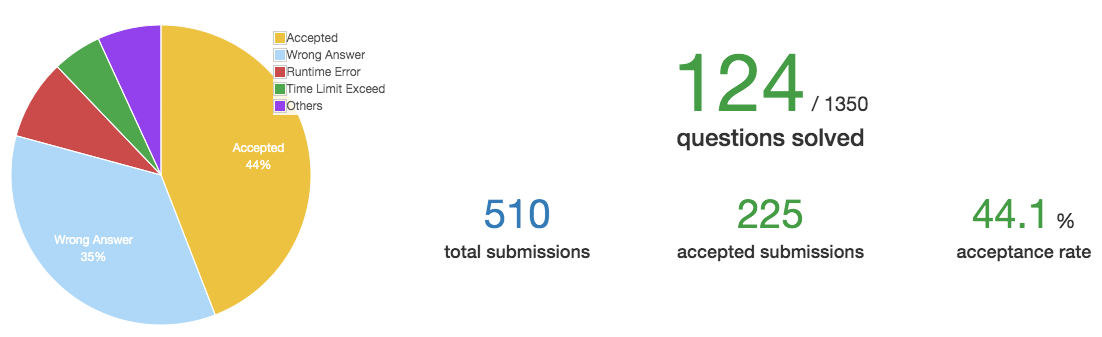 Accepted
Wrong Answer
Runtime Error
Time Limit Exceed
Others
Accepted
44%
Wrong Answer
35%
124 / 1350
questions solved
510
total submissions
225
accepted submissions
44.1 %
acceptance rate